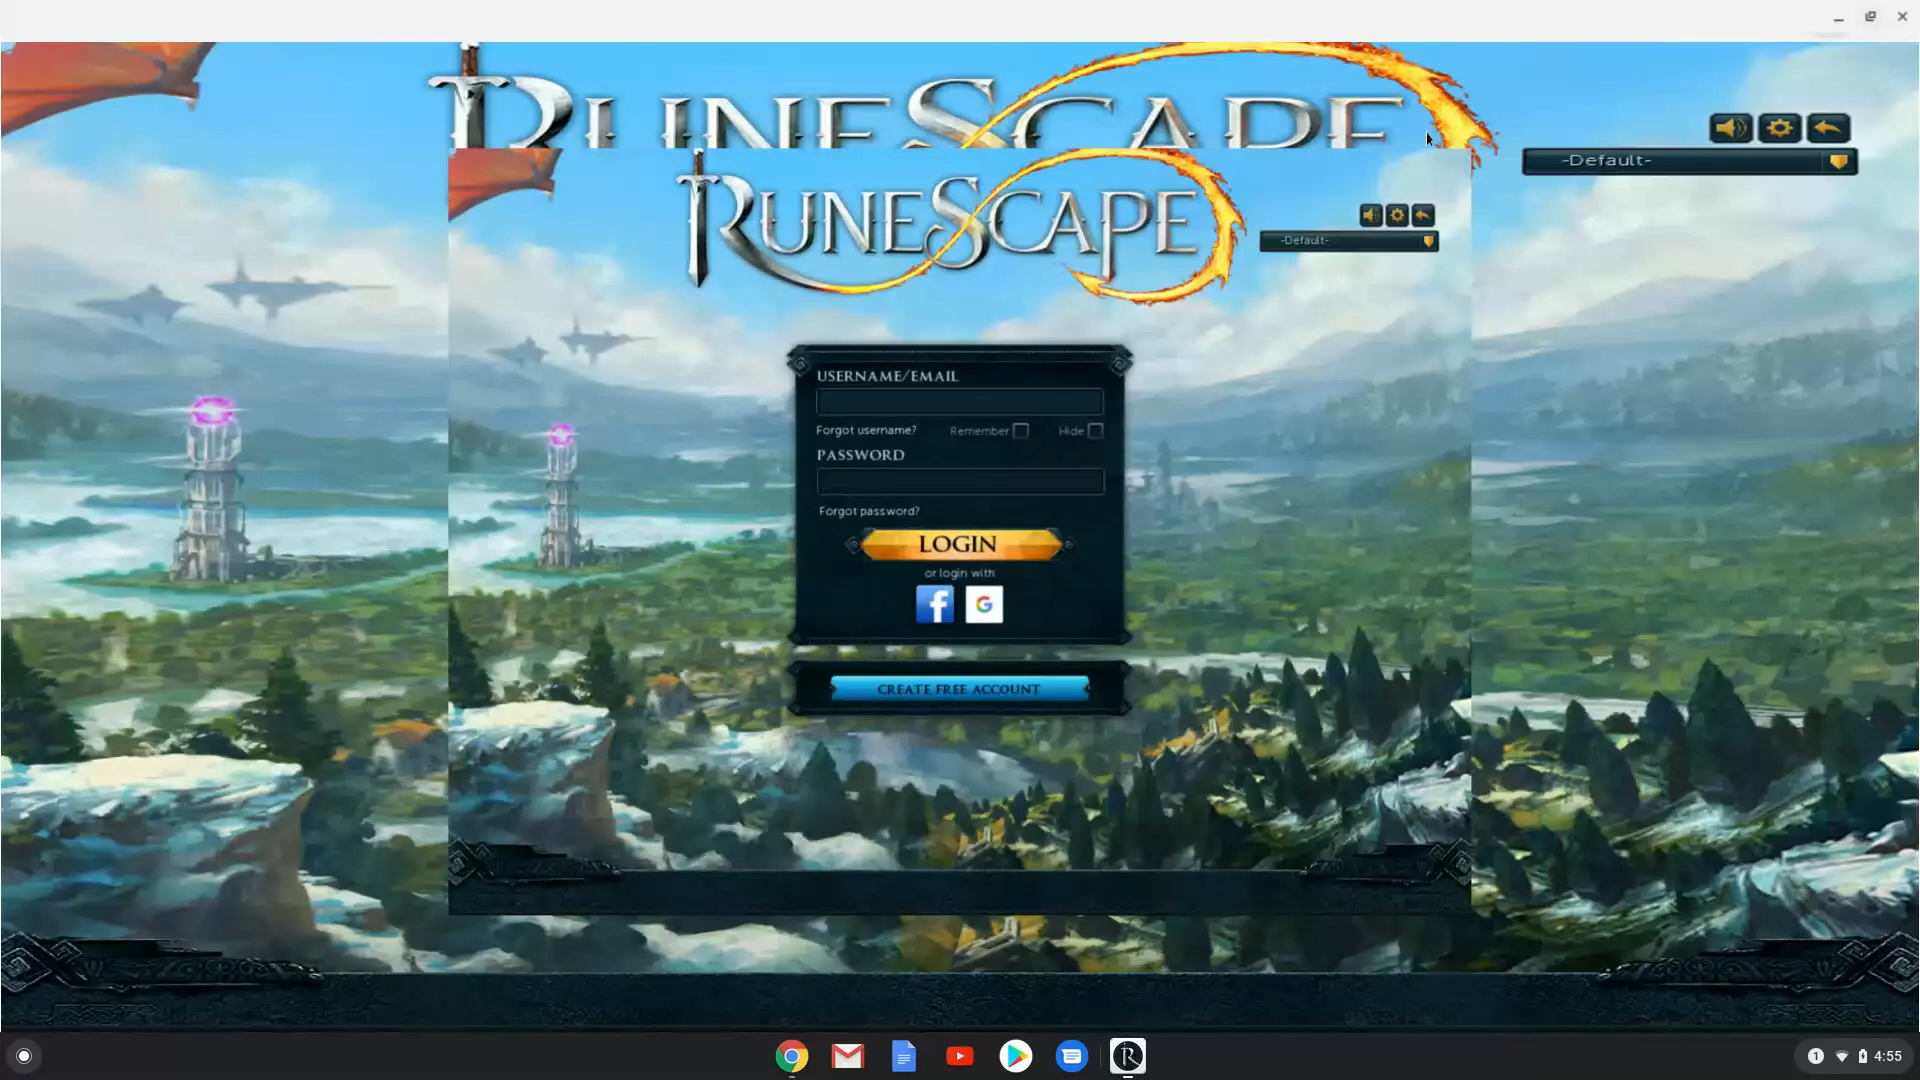 RUNESCAPE
-Default-
RUNESCAPE
-Default-
USERNAME/EMAIL
Forgot username? Remember Hide
PASSWORD
Forgot password?
LOGIN
or login with
f G
CREATE FREE ACCOUNT
1 4:55